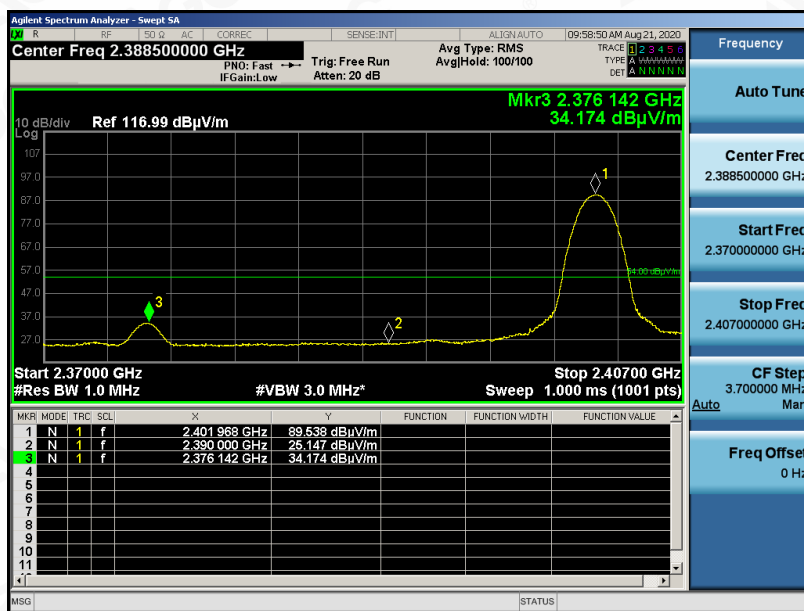 Agilent Spectrum Analyzer - Swept SA
LXI R RF 50 Ω AC CORREC SENSE:INT ALIGN AUTO 09:58:50 AM Aug 21, 2020
Center Freq 2.388500000 GHz
PNO: Fast
IFGain:Low
Trig: Free Run
Atten: 20 dB
Avg Type: RMS
Avg|Hold: 100/100
TRACE 1 2 3 4 5 6
TYPE A WWWWW
DET A N N N N N
Mkr3 2.376 142 GHz
34.174 dBµV/m
10 dB/div Ref 116.99 dBµV/m
Log
107
97.0
87.0
77.0
67.0
57.0
47.0
37.0
27.0
1
54.00 dBµV/m
3
2
Start 2.37000 GHz Stop 2.40700 GHz
#Res BW 1.0 MHz #VBW 3.0 MHz* Sweep 1.000 ms (1001 pts)
MKR MODE TRC SCL X Y FUNCTION FUNCTION WIDTH FUNCTION VALUE
1 N 1 f 2.401 968 GHz 89.538 dBµV/m
2 N 1 f 2.390 000 GHz 25.147 dBµV/m
3 N 1 f 2.376 142 GHz 34.174 dBµV/m
4
5
6
7
8
9
10
11
MSG STATUS
Frequency
Auto Tune
Center Freq
2.388500000 GHz
Start Freq
2.370000000 GHz
Stop Freq
2.407000000 GHz
CF Step
3.700000 MHz
Auto Man
Freq Offset
0 Hz